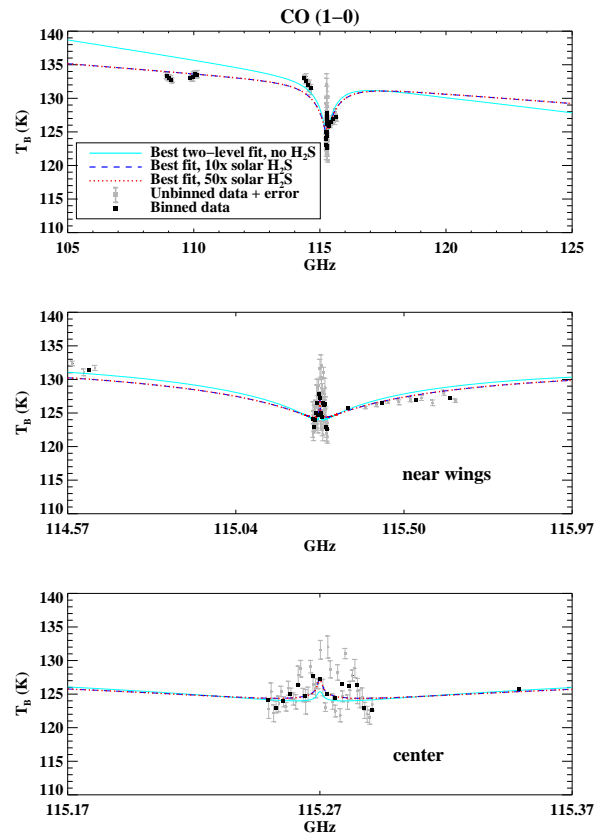 CO (1–0)
140
135
130
125
120
115
110
T_B (K)
Best two–level fit, no H₂S
Best fit, 10x solar H₂S
Best fit, 50x solar H₂S
Unbinned data + error
Binned data
105 110 115 120 125
GHz
140
135
130
125
120
115
110
T_B (K)
near wings
114.57 115.04 115.50 115.97
GHz
140
135
130
125
120
115
110
T_B (K)
center
115.17 115.27 115.37
GHz